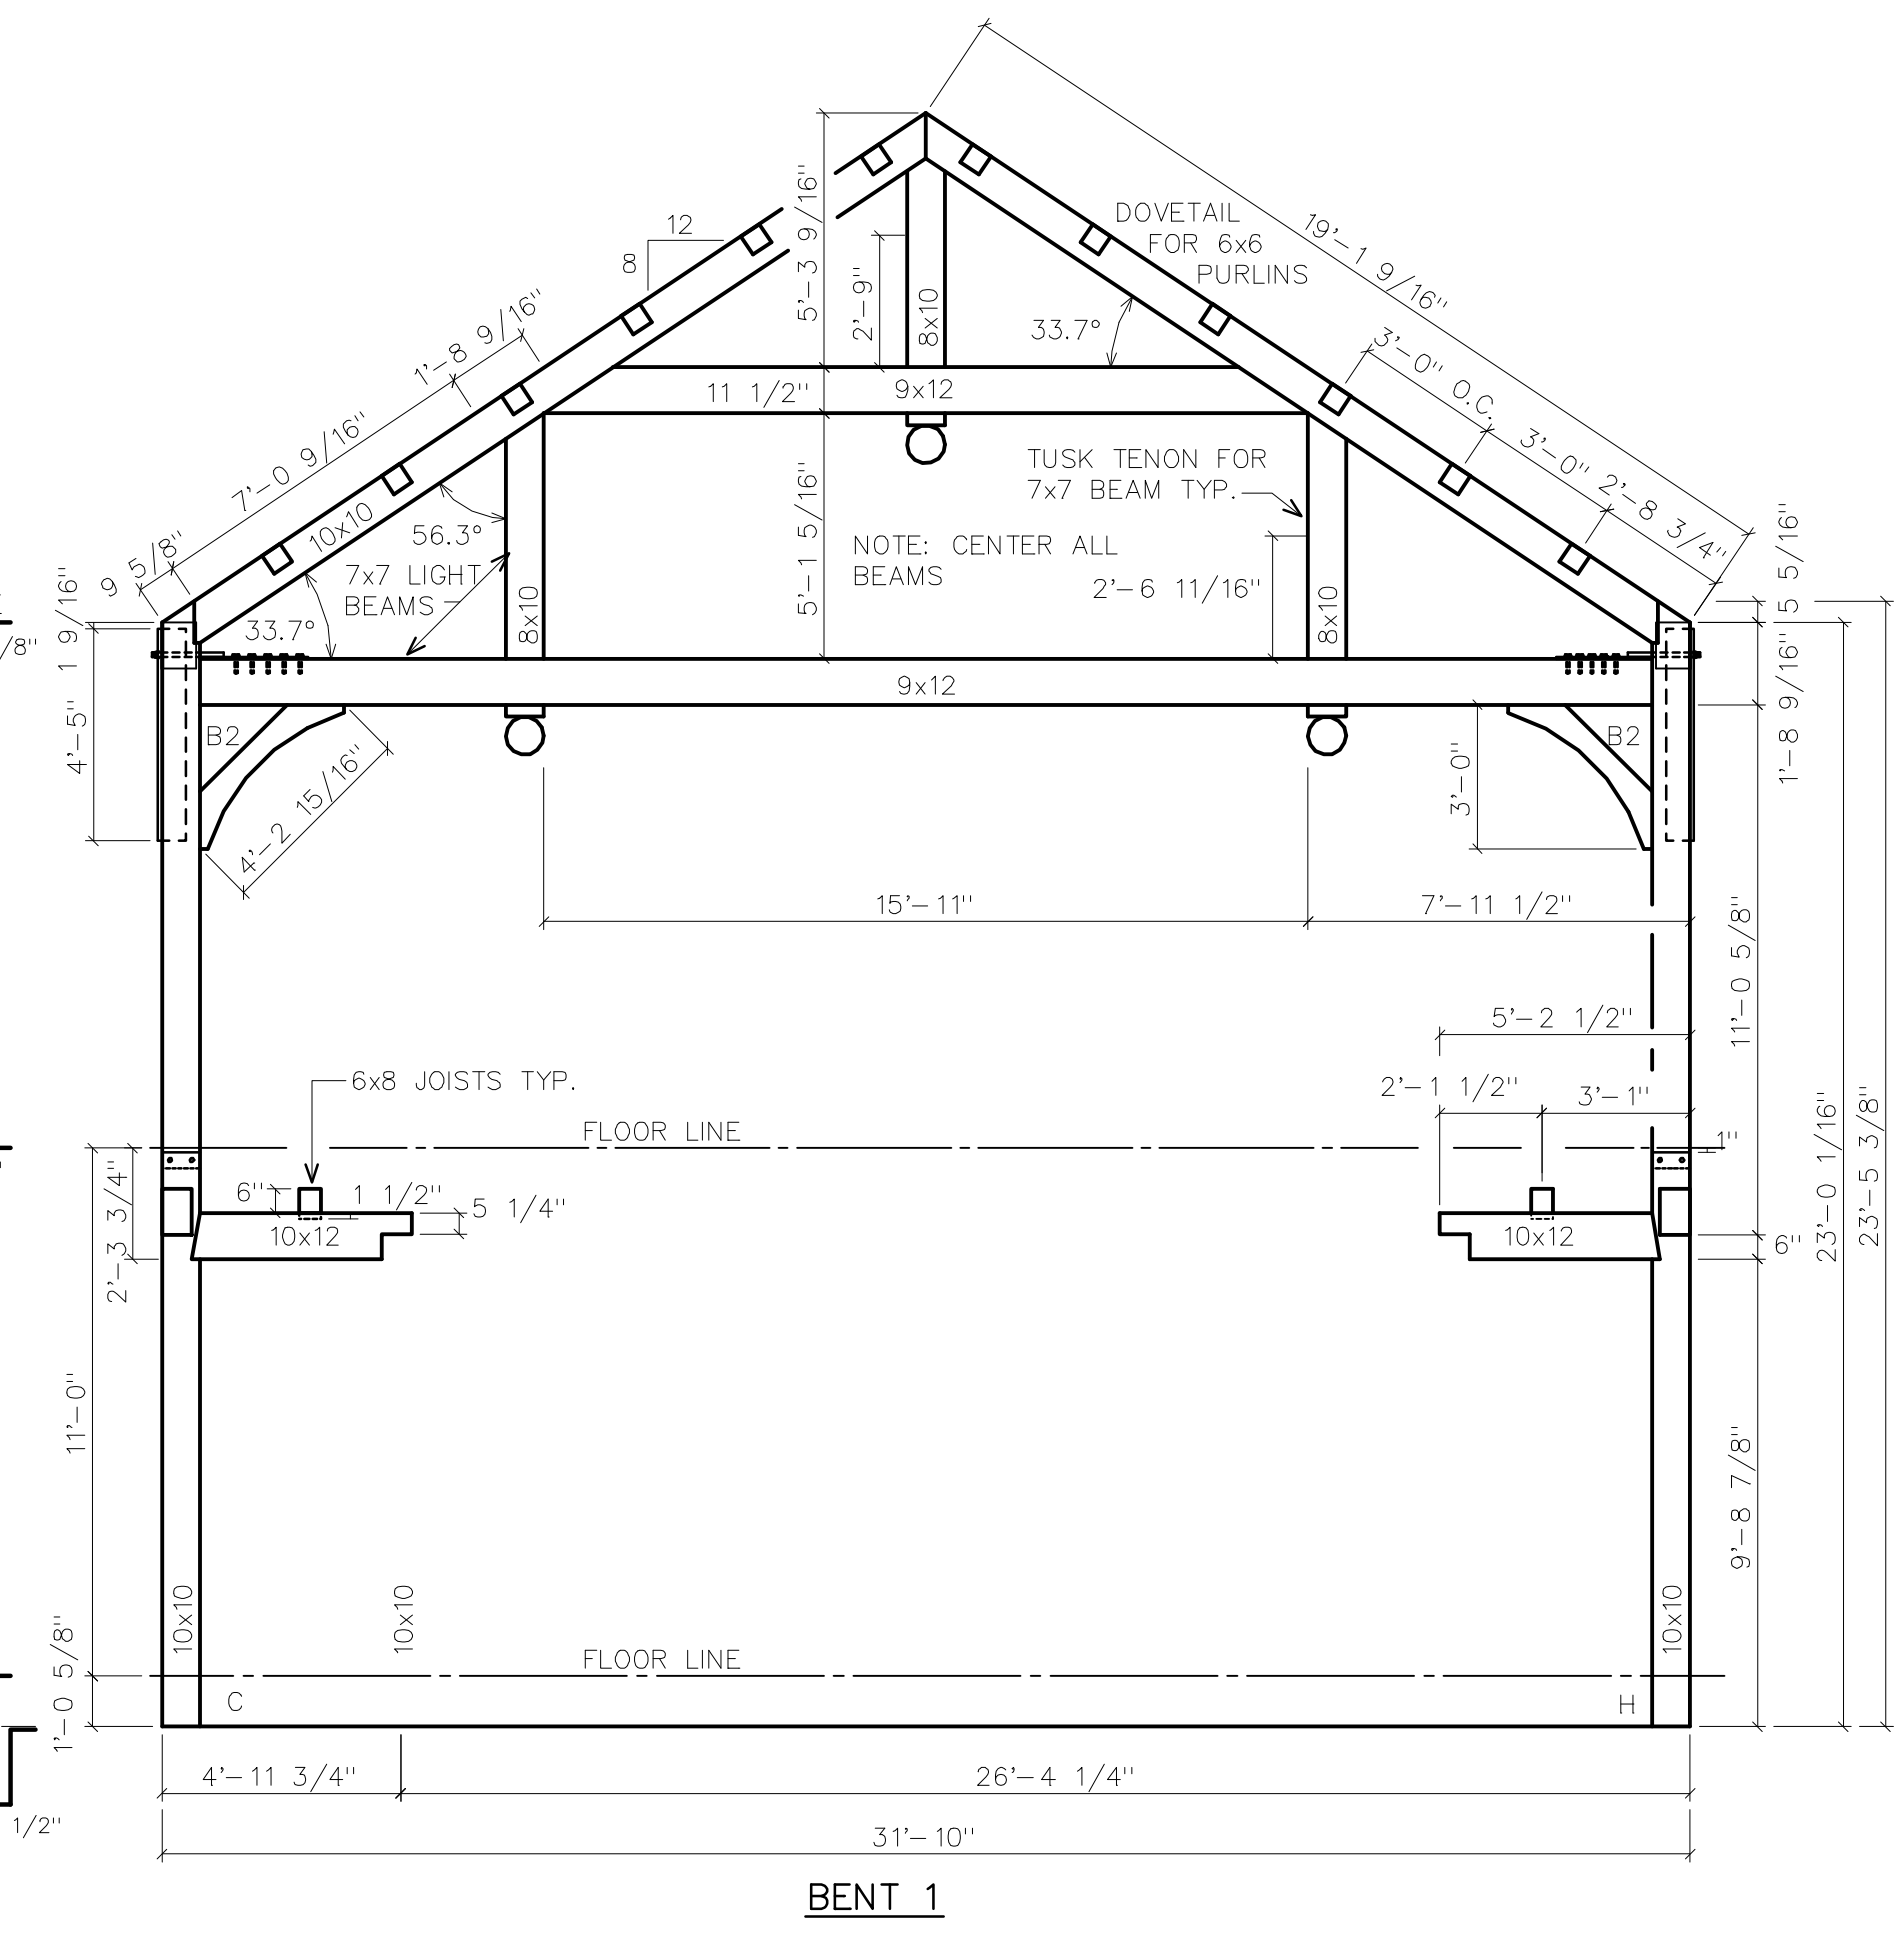 19'-1 9/16"
DOVETAIL
FOR 6x6
PURLINS
12
8
5'-3 9/16"
2'-9"
8x10
33.7°
1'-8 9/16"
3'-0" O.C.
3'-0"
2'-8 3/4"
11 1/2"
9x12
7'-0 9/16"
9 5/8"
10x10
56.3°
TUSK TENON FOR
7x7 BEAM TYP.
5'-1 5/16"
NOTE: CENTER ALL
BEAMS
7x7 LIGHT
BEAMS
2'-6 11/16"
8x10
8x10
33.7°
5 5/16"
1 9/16"
/8"
9x12
1'-8 9/16"
4'-5"
B2
B2
4'-2 15/16"
3'-0"
15'-11"
7'-11 1/2"
11'-0 5/8"
5'-2 1/2"
2'-1 1/2"
3'-1"
6x8 JOISTS TYP.
FLOOR LINE
1"
23'-0 1/16"
23'-5 3/8"
2'-3 3/4"
6"
1 1/2"
5 1/4"
10x12
10x12
6"
11'-0"
9'-8 7/8"
10x10
10x10
10x10
FLOOR LINE
1'-0 5/8"
C
H
4'-11 3/4"
26'-4 1/4"
1/2"
31'-10"
BENT 1